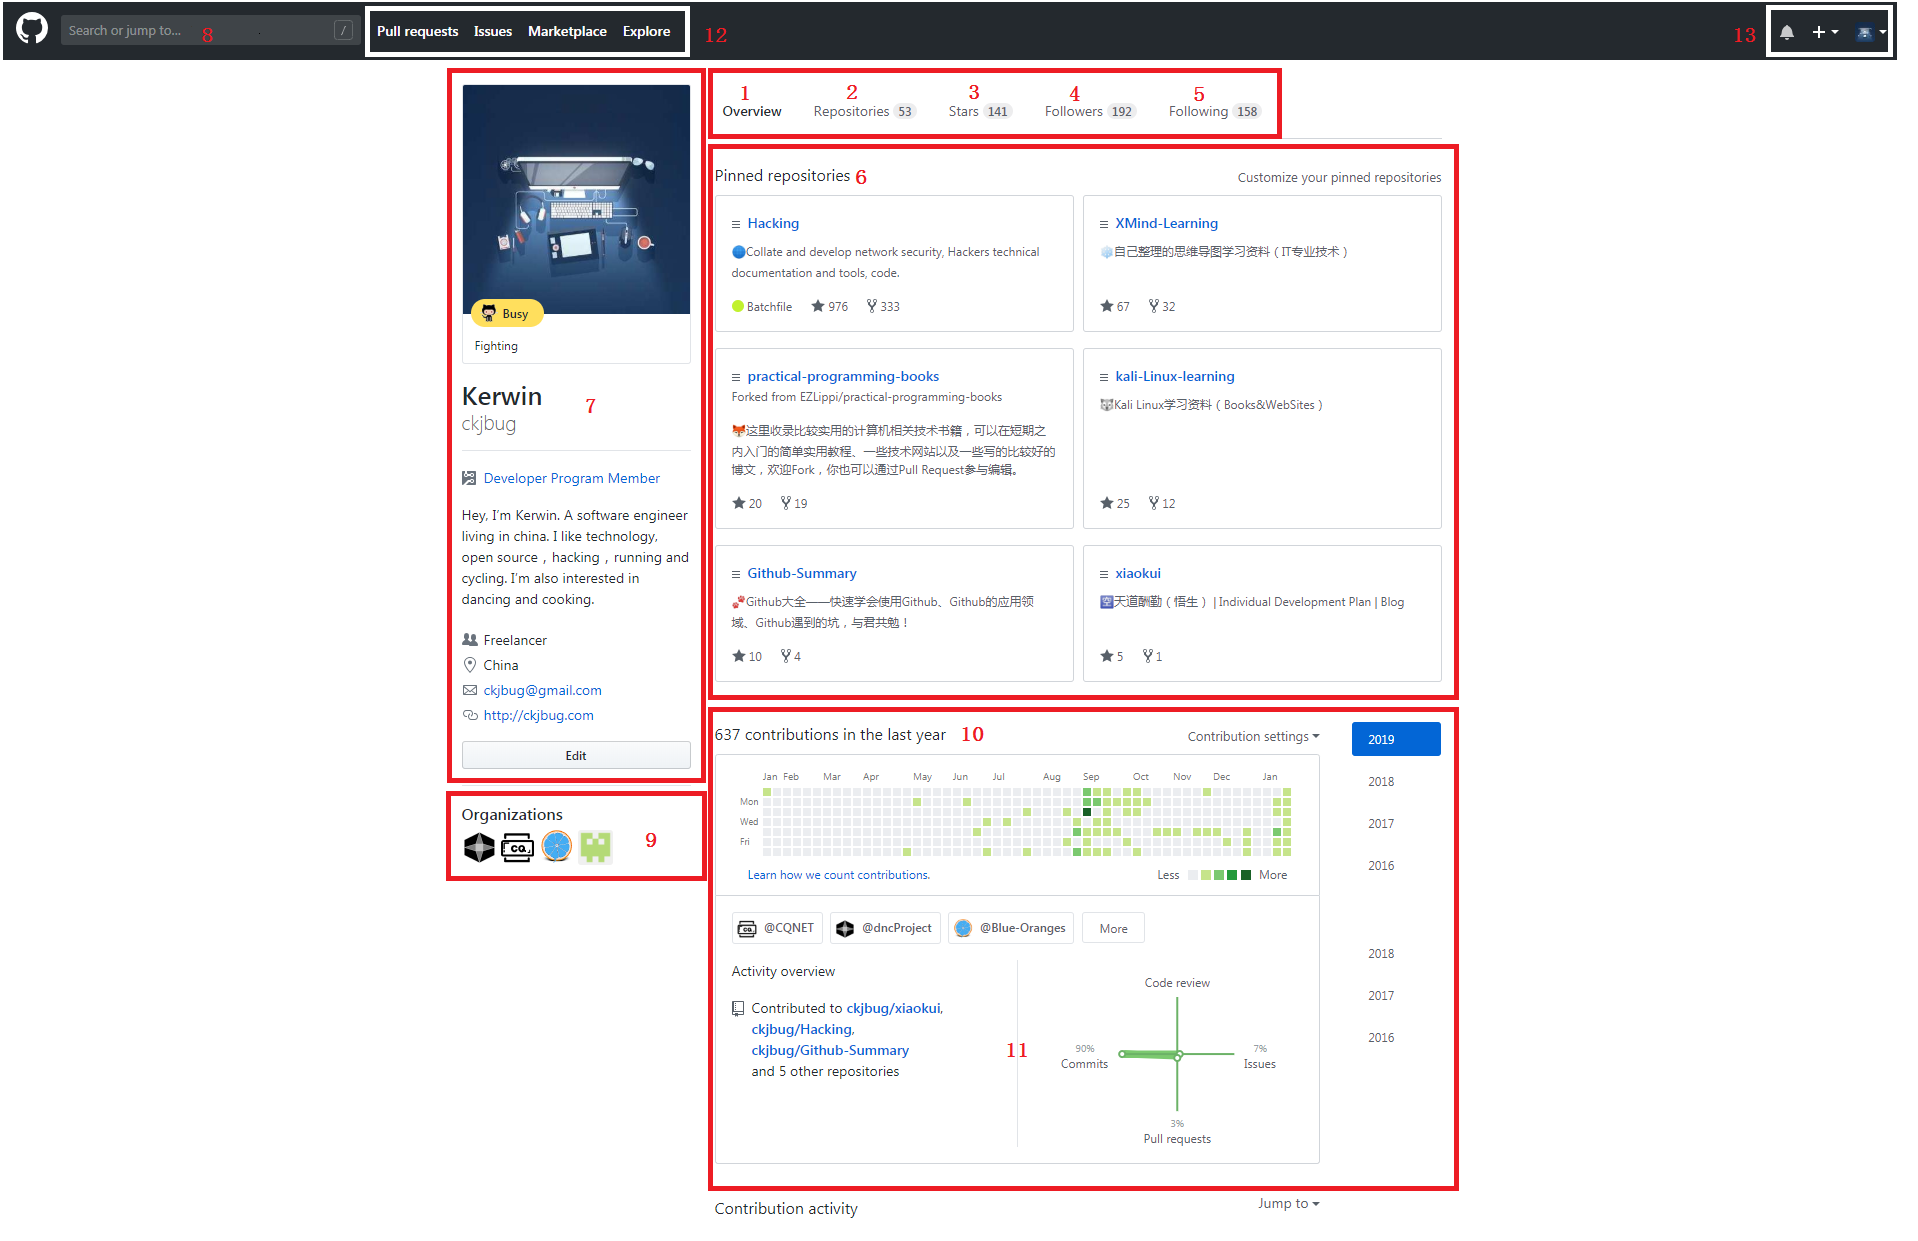 Search or jump to...
8
/
Pull requests Issues Marketplace Explore
12
13
1 2 3 4 5
Overview Repositories 53 Stars 141 Followers 192 Following 158
Busy
Fighting
Kerwin
7
ckjbug
Developer Program Member
Hey, I'm Kerwin. A software engineer
living in china. I like technology,
open source，hacking，running and
cycling. I'm also interested in
dancing and cooking.
Freelancer
China
ckjbug@gmail.com
http://ckjbug.com
Edit
Organizations
CQ
9
Pinned repositories 6
Customize your pinned repositories
Hacking
Collate and develop network security, Hackers technical
documentation and tools, code.
Batchfile 976 333
XMind-Learning
自己整理的思维导图学习资料（IT专业技术）
67 32
practical-programming-books
Forked from EZLippi/practical-programming-books
这里收录比较实用的计算机相关技术书籍，可以在短期之
内入门的简单实用教程、一些技术网站以及一些写的比较好的
博文，欢迎Fork，你也可以通过Pull Request参与编辑。
20 19
kali-Linux-learning
Kali Linux学习资料（Books&WebSites）
25 12
Github-Summary
Github大全——快速学会使用Github、Github的应用领
域、Github遇到的坑，与君共勉！
10 4
xiaokui
天道酬勤（悟生） | Individual Development Plan | Blog
5 1
637 contributions in the last year 10
Contribution settings
2019
2018
2017
2016
Jan Feb Mar Apr May Jun Jul Aug Sep Oct Nov Dec Jan
Mon
Wed
Fri
Learn how we count contributions.
Less More
@CQNET @dncProject @Blue-Oranges More
Activity overview
Contributed to ckjbug/xiaokui,
ckjbug/Hacking,
ckjbug/Github-Summary
and 5 other repositories
11
Code review
90%
Commits
7%
Issues
3%
Pull requests
2018
2017
2016
Contribution activity
Jump to